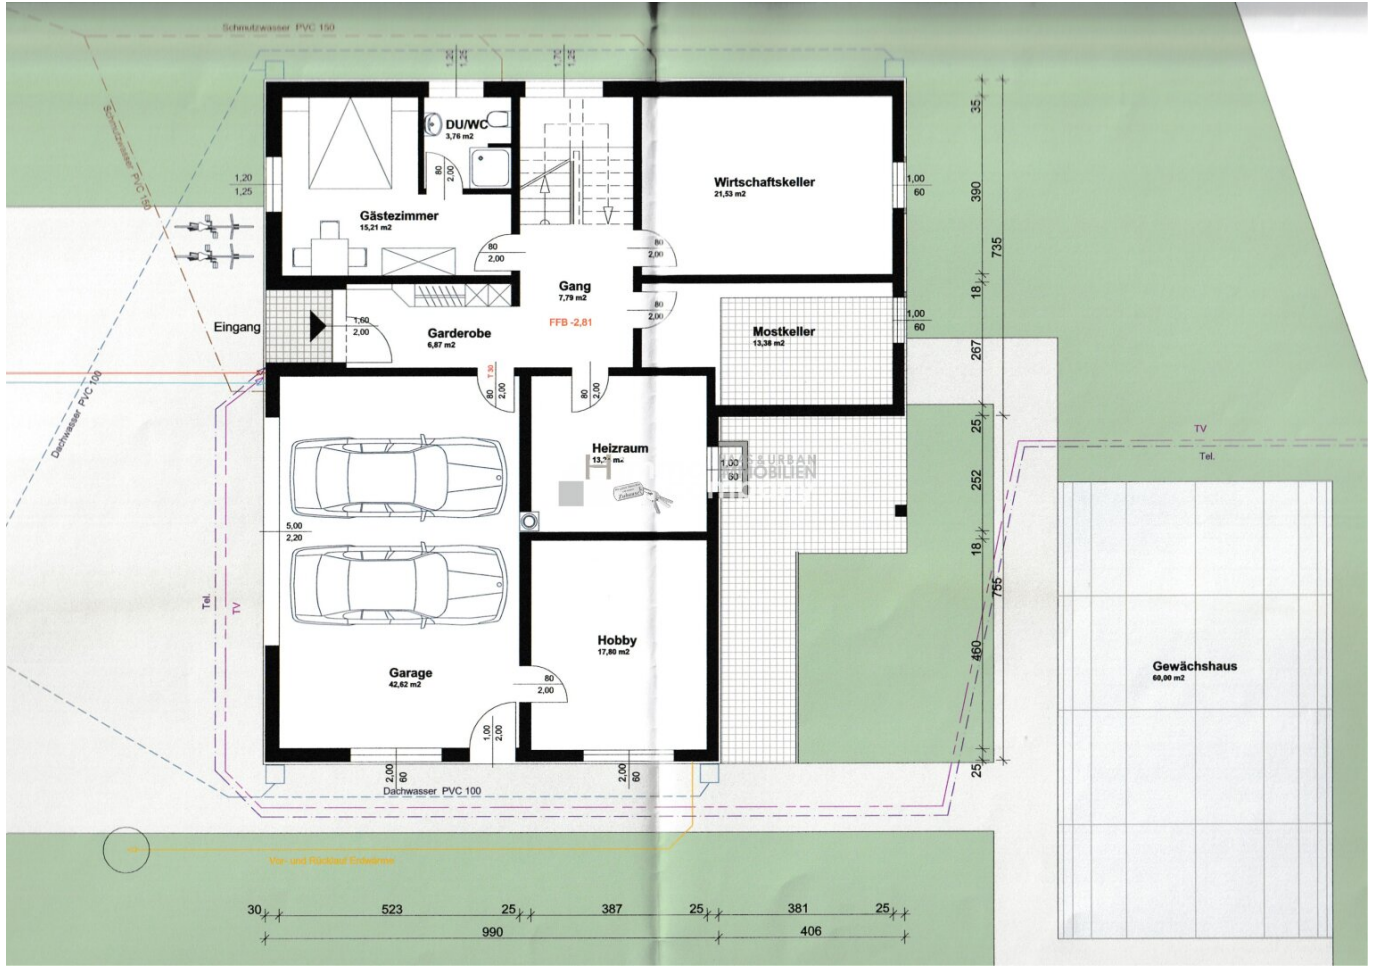 Schmutzwasser PVC 150
1,20
1,25
1,70
1,25
Schmutzwasser PVC 150
DU/WC
3,76 m2
80
2,00
35
Wirtschaftskeller
21,53 m2
1,00
60
390
1,20
1,25
Gästezimmer
15,21 m2
80
2,00
80
2,00
735
Gang
7,79 m2
FFB -2,81
18
80
2,00
Eingang
1,60
2,00
Garderobe
6,87 m2
Mostkeller
13,38 m2
1,00
60
267
T 30
80
2,00
80
2,00
Dachwasser PVC 100
25
TV
Tel.
Heizraum
1,00
60
URBAN
252
5,00
2,20
18
755
Tel.
TV
Hobby
17,80 m2
460
Gewächshaus
60,00 m2
Garage
42,62 m2
80
2,00
1,00
2,00
2,00
60
2,00
60
25
Dachwasser PVC 100
Vor- und Rücklauf Erdwärme
30
523
25
387
25
381
25
990
406